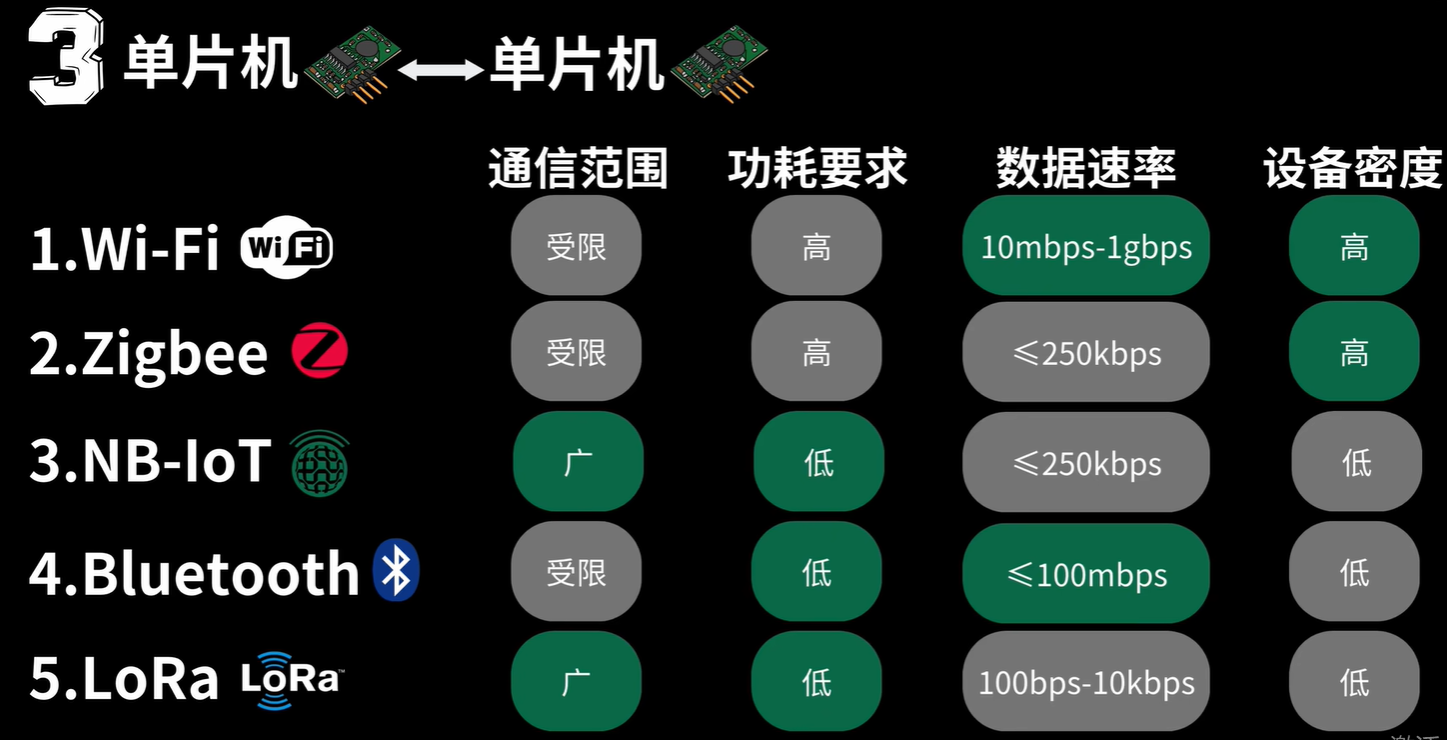 3 单片机 单片机
通信范围 功耗要求 数据速率 设备密度
1.Wi-Fi Wi Fi 受限 高 10mbps-1gbps 高
2.Zigbee 受限 高 ≤250kbps 高
3.NB-IoT 广 低 ≤250kbps 低
4.Bluetooth 受限 低 ≤100mbps 低
5.LoRa LoRa™ 广 低 100bps-10kbps 低